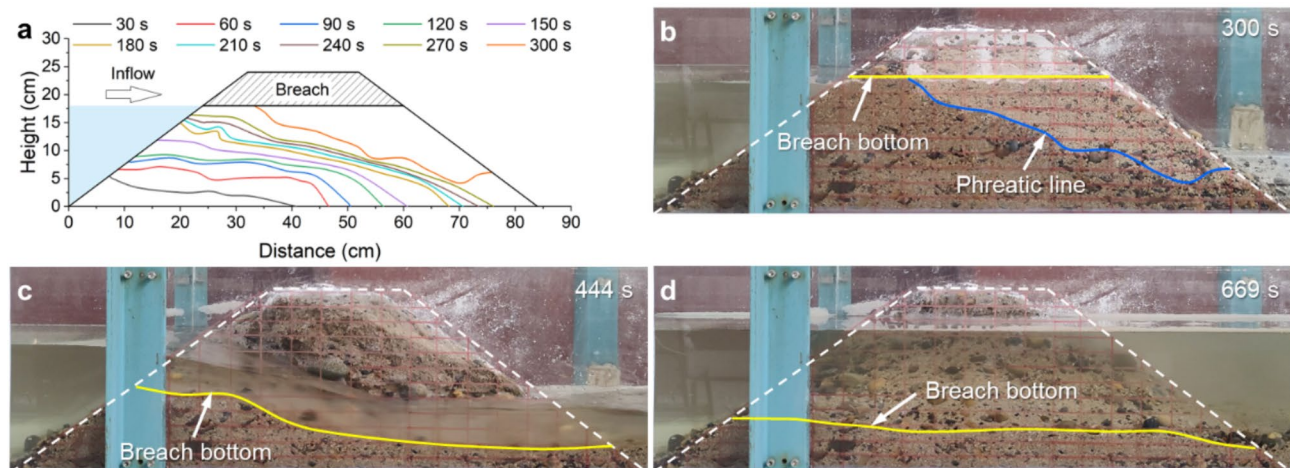 a
30 s 60 s 90 s 120 s 150 s
180 s 210 s 240 s 270 s 300 s
Height (cm)
30
25
20
15
10
5
0
Inflow
Breach
0 10 20 30 40 50 60 70 80 90
Distance (cm)
b
300 s
Breach bottom
Phreatic line
c
444 s
Breach bottom
d
669 s
Breach bottom